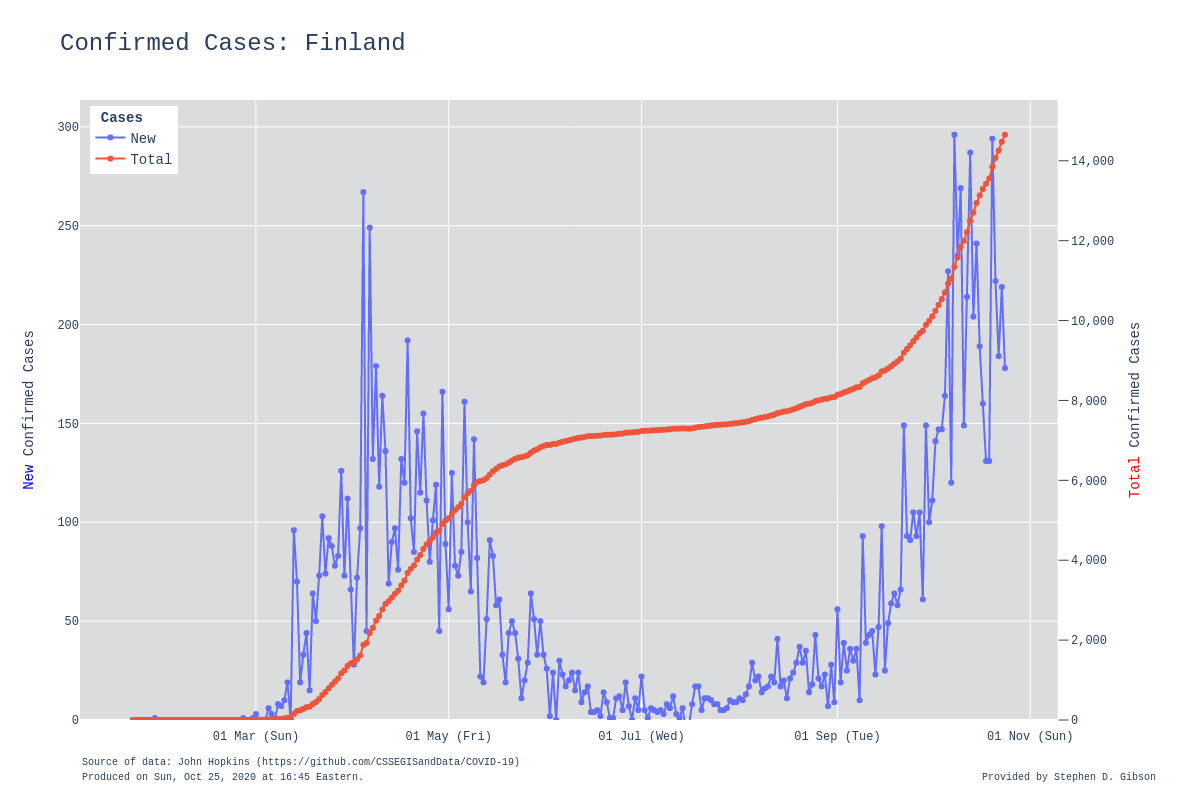 Confirmed Cases: Finland
Cases
New
Total
300
250
200
150
100
50
0
14,000
12,000
10,000
8,000
6,000
4,000
2,000
0
New Confirmed Cases
Total Confirmed Cases
01 Mar (Sun)
01 May (Fri)
01 Jul (Wed)
01 Sep (Tue)
01 Nov (Sun)
Source of data: John Hopkins (https://github.com/CSSEGISandData/COVID-19)
Produced on Sun, Oct 25, 2020 at 16:45 Eastern.
Provided by Stephen D. Gibson